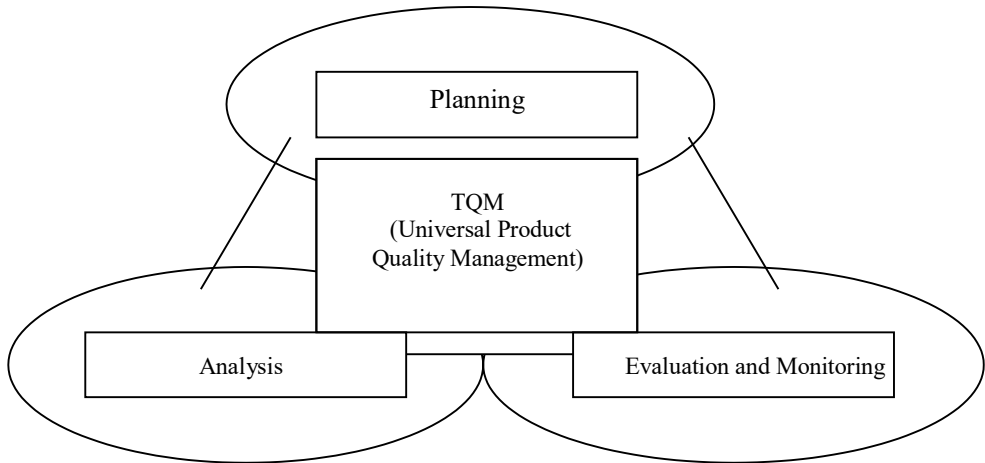 Planning
TQM
(Universal Product
Quality Management)
Analysis
Evaluation and Monitoring